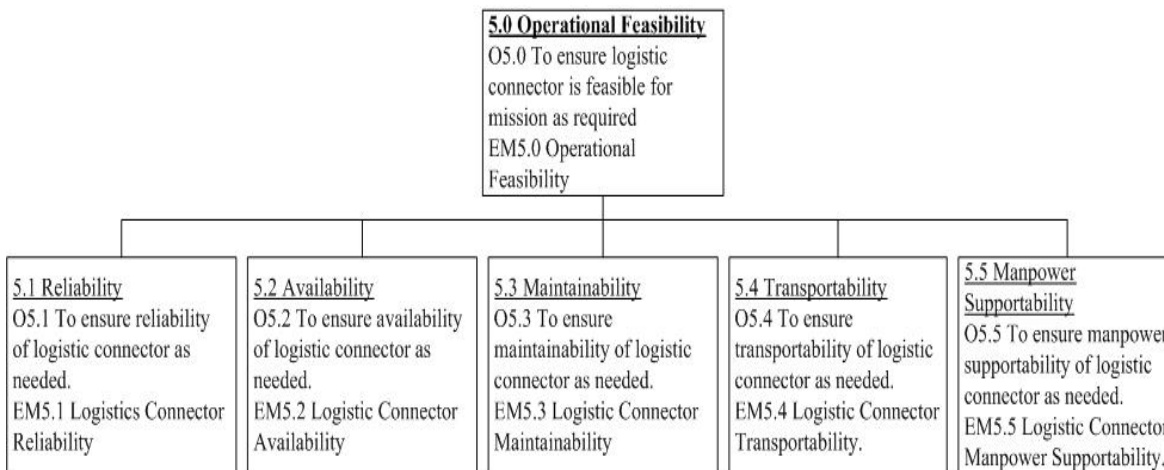 5.0 Operational Feasibility
O5.0 To ensure logistic
connector is feasible for
mission as required
EM5.0 Operational
Feasibility
5.1 Reliability
O5.1 To ensure reliability
of logistic connector as
needed.
EM5.1 Logistics Connector
Reliability
5.2 Availability
O5.2 To ensure availability
of logistic connector as
needed.
EM5.2 Logistic Connector
Availability
5.3 Maintainability
O5.3 To ensure
maintainability of logistic
connector as needed.
EM5.3 Logistic Connector
Maintainability
5.4 Transportability
O5.4 To ensure
transportability of logistic
connector as needed.
EM5.4 Logistic Connector
Transportability.
5.5 Manpower
Supportability
O5.5 To ensure manpower
supportability of logistic
connector as needed.
EM5.5 Logistic Connector
Manpower Supportability.